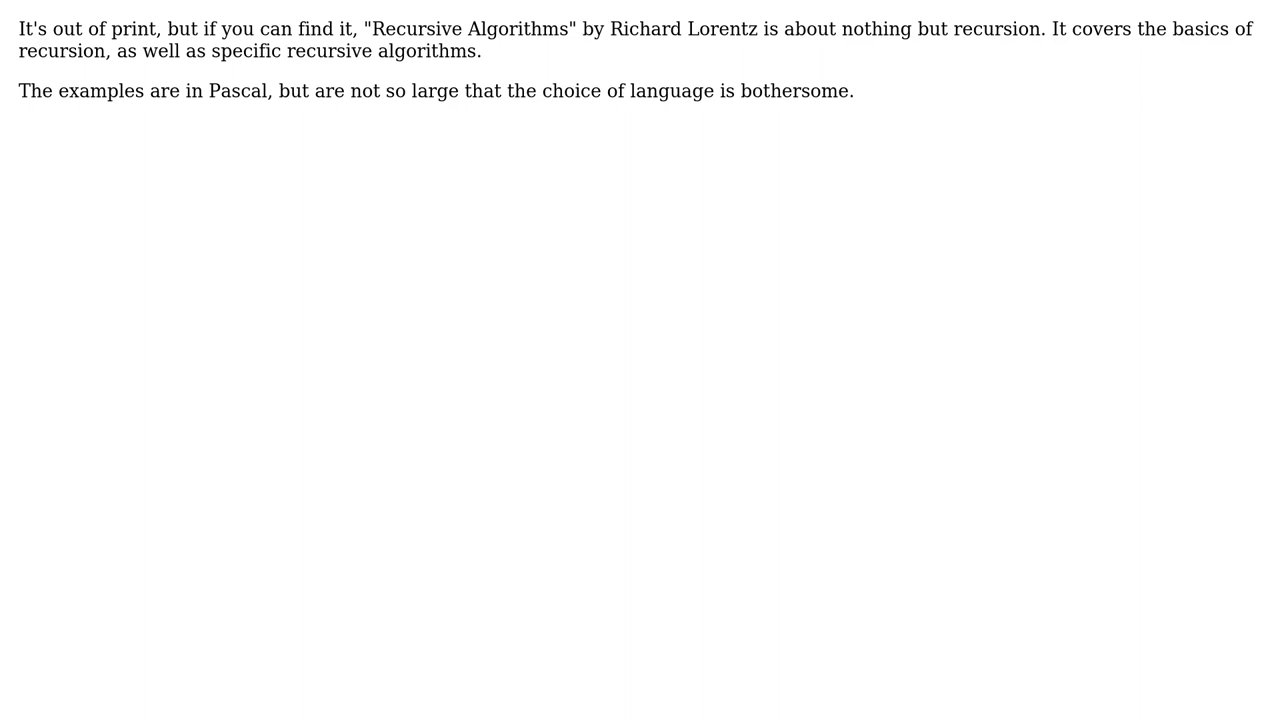 It's out of print, but if you can find it, "Recursive Algorithms" by Richard Lorentz is about nothing but recursion. It covers the basics of
recursion, as well as specific recursive algorithms.
The examples are in Pascal, but are not so large that the choice of language is bothersome.